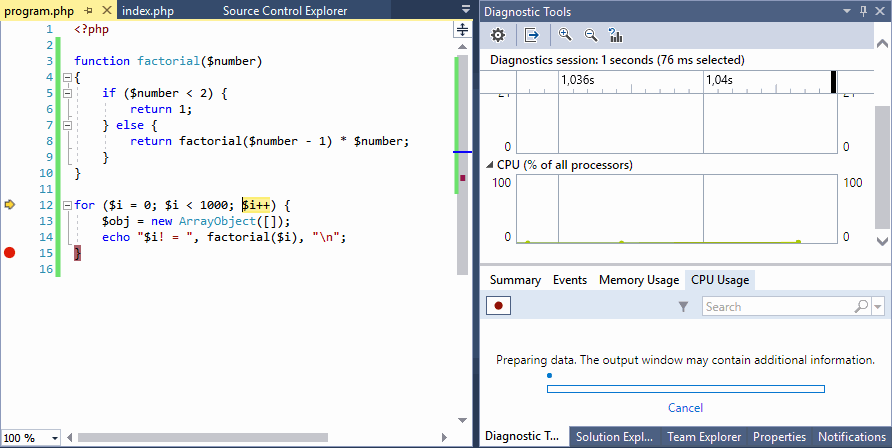 program.php index.php Source Control Explorer
1 <?php
2
3 function factorial($number)
4 {
5 if ($number < 2) {
6 return 1;
7 } else {
8 return factorial($number - 1) * $number;
9 }
10 }
11
12 for ($i = 0; $i < 1000; $i++) {
13 $obj = new ArrayObject([]);
14 echo "$i! = ", factorial($i), "\n";
15 }
16
100 %
Diagnostic Tools
Diagnostics session: 1 seconds (76 ms selected)
1,036s 1,04s
0 0
CPU (% of all processors)
100 100
0 0
Summary Events Memory Usage CPU Usage
Search
Preparing data. The output window may contain additional information.
Cancel
Diagnostic T... Solution Expl... Team Explorer Properties Notifications